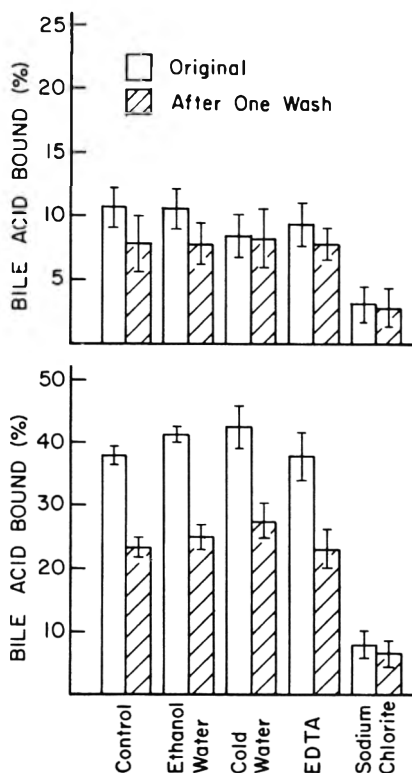 25
20
15
10
5
BILE ACID BOUND (%)
Original
After One Wash
50
40
30
20
10
BILE ACID BOUND (%)
Control
Ethanol
Water
Cold
Water
EDTA
Sodium
Chlorite